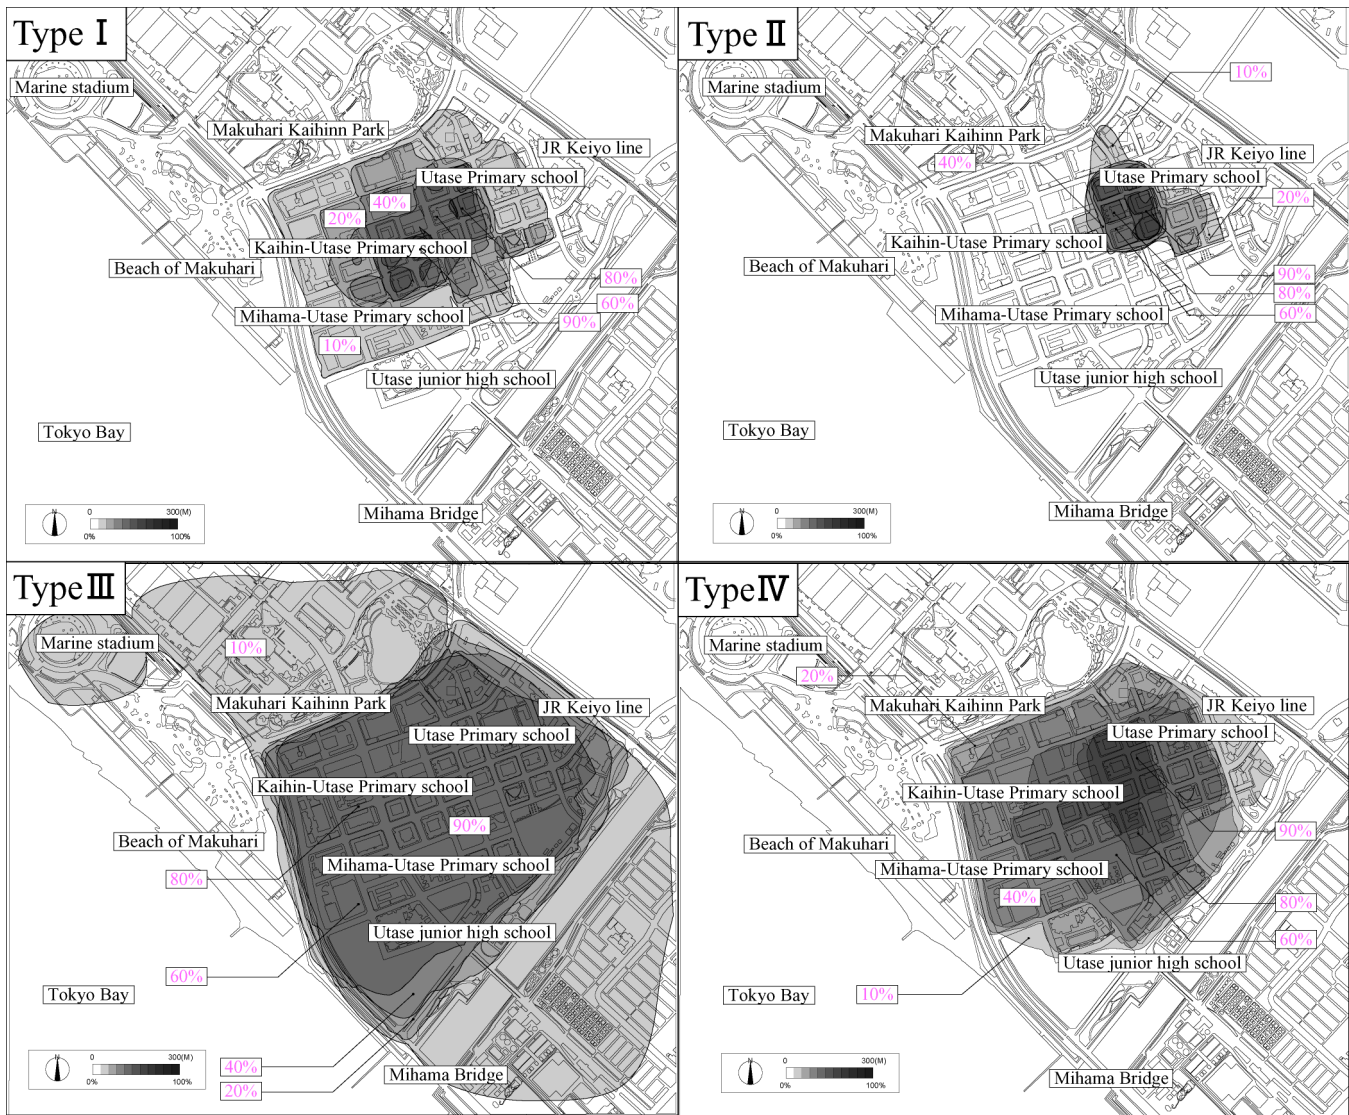 Type Ⅰ
Marine stadium
Makuhari Kaihinn Park
JR Keiyo line
Utase Primary school
40%
20%
Kaihin-Utase Primary school
Beach of Makuhari
80%
60%
Mihama-Utase Primary school
90%
10%
Utase junior high school
Tokyo Bay
Mihama Bridge
N
0 300(M)
0% 100%
Type Ⅱ
10%
Marine stadium
Makuhari Kaihinn Park
JR Keiyo line
40%
Utase Primary school
20%
Kaihin-Utase Primary school
Beach of Makuhari
90%
80%
Mihama-Utase Primary school
60%
Utase junior high school
Tokyo Bay
Mihama Bridge
N
0 300(M)
0% 100%
Type Ⅲ
Marine stadium
10%
Makuhari Kaihinn Park
JR Keiyo line
Utase Primary school
Kaihin-Utase Primary school
90%
Beach of Makuhari
Mihama-Utase Primary school
80%
Utase junior high school
60%
Tokyo Bay
40%
Mihama Bridge
20%
N
0 300(M)
0% 100%
Type Ⅳ
Marine stadium
20%
Makuhari Kaihinn Park
JR Keiyo line
Utase Primary school
Kaihin-Utase Primary school
90%
Beach of Makuhari
Mihama-Utase Primary school
40%
80%
60%
Utase junior high school
Tokyo Bay
10%
Mihama Bridge
N
0 300(M)
0% 100%